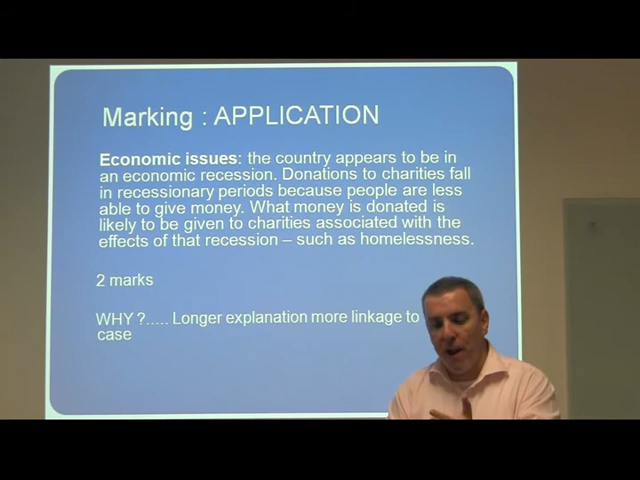 Marking : APPLICATION
Economic issues: the country appears to be in
an economic recession. Donations to charities fall
in recessionary periods because people are less
able to give money. What money is donated is
likely to be given to charities associated with the
effects of that recession – such as homelessness.
2 marks
WHY ?..... Longer explanation more linkage to
case